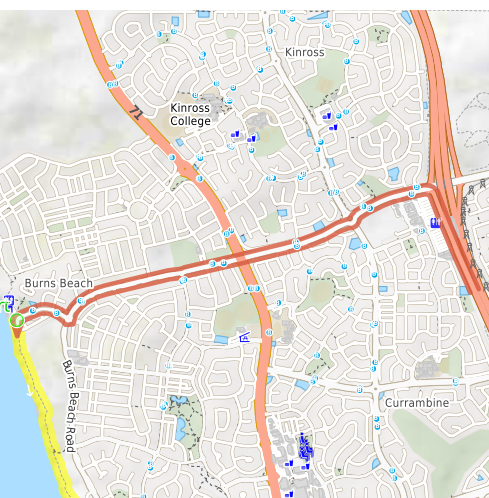 Kinross
71
Kinross
College
Burns Beach
Burns Beach Road
Currambine